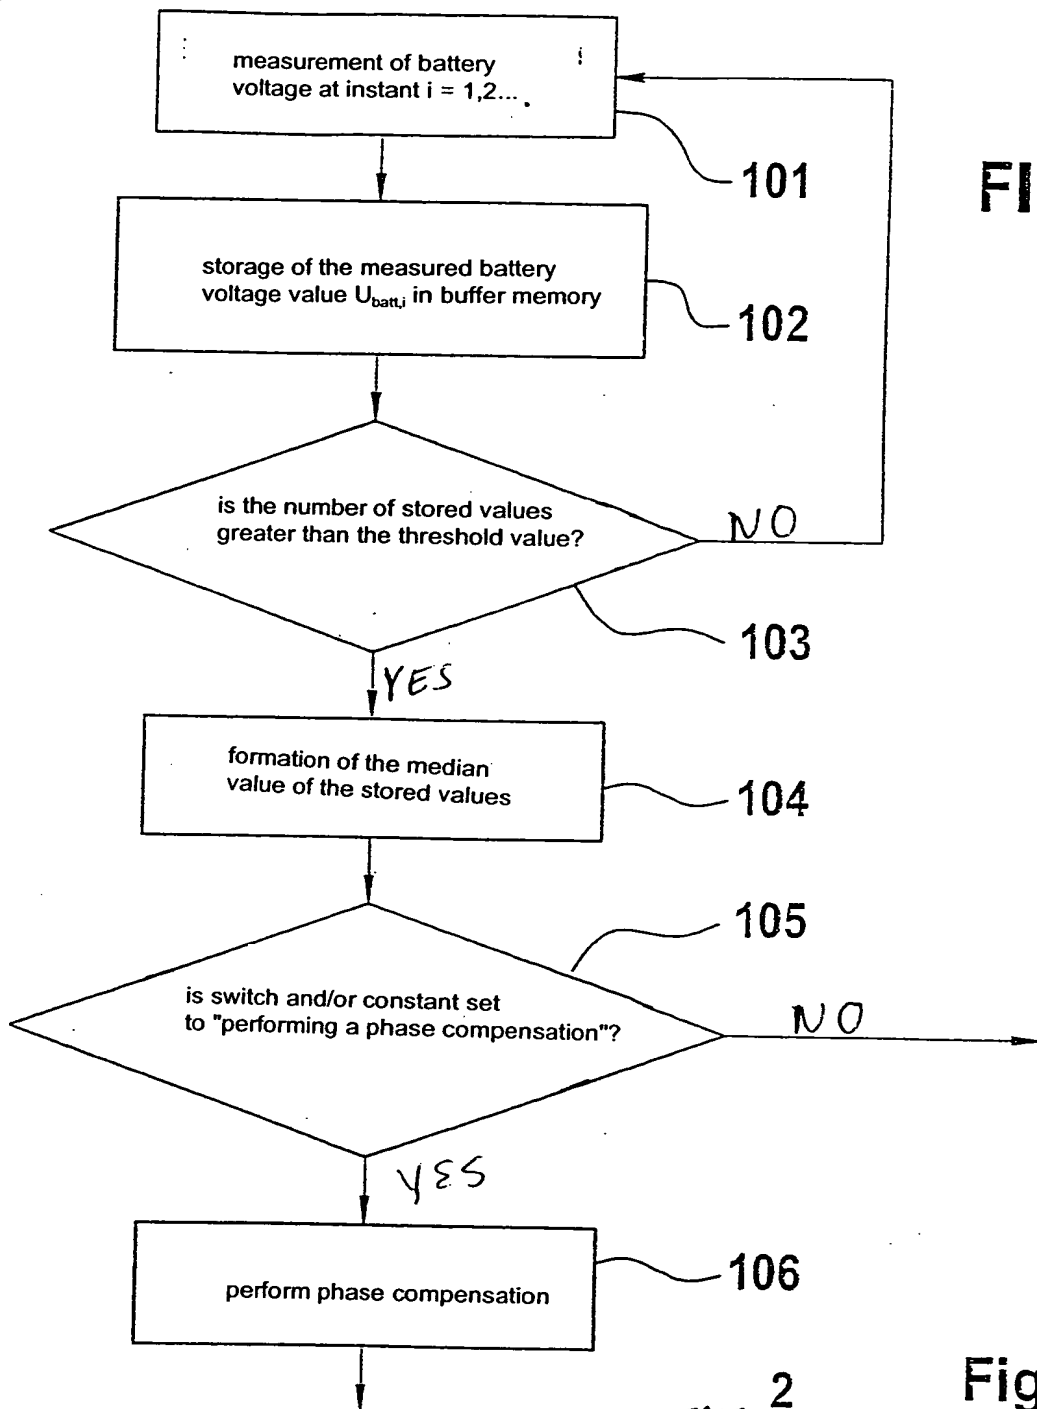 measurement of battery
voltage at instant i = 1,2...
101
FI
storage of the measured battery
voltage value U_batt,i in buffer memory
102
is the number of stored values
greater than the threshold value?
NO
103
YES
formation of the median
value of the stored values
104
105
is switch and/or constant set
to "performing a phase compensation"?
NO
YES
106
perform phase compensation
2
Fig